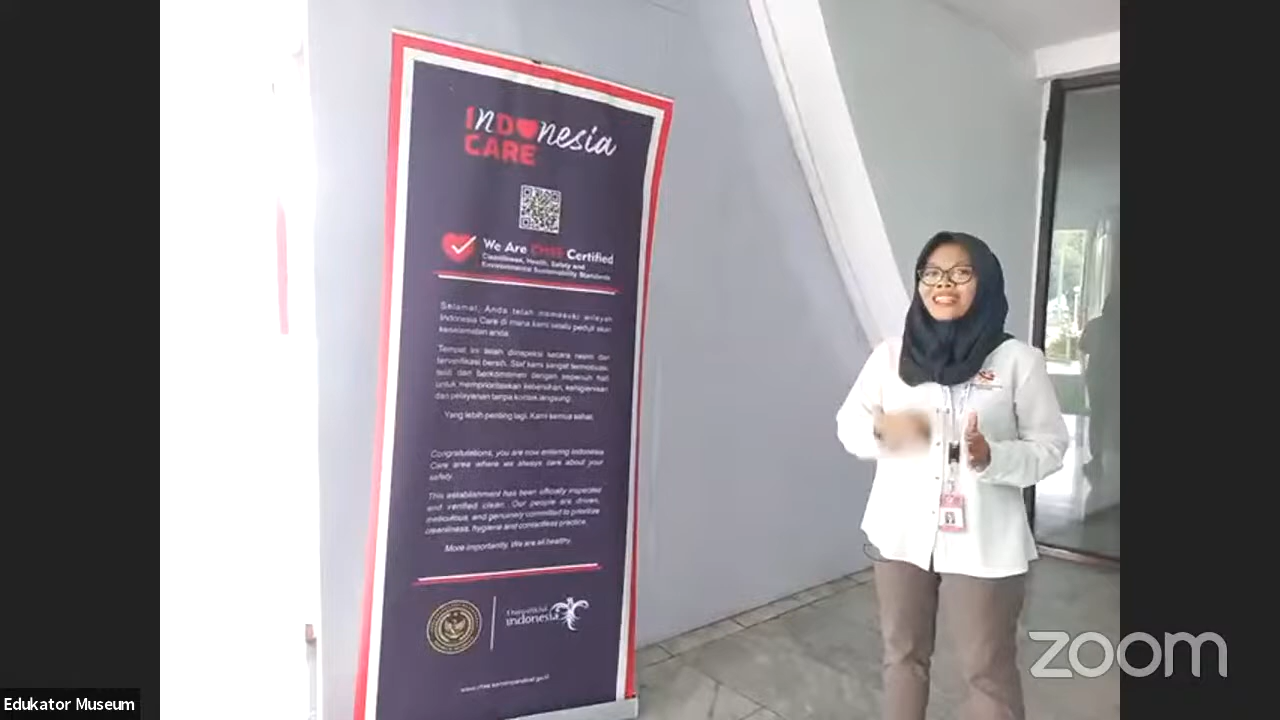 INDONESIA
CARE
We Are CHSE Certified
Cleanliness, Health, Safety and
Environmental Sustainability Standards
Selamat, Anda telah memasuki wilayah
Indonesia Care di mana kami selalu peduli akan
keselamatan anda.
Tempat ini telah diinspeksi secara resmi dan
terverifikasi bersih. Staf kami sangat termotivasi,
teliti dan berkomitmen dengan sepenuh hati
untuk memprioritaskan kebersihan, kehigienisan
dan pelayanan tanpa kontak langsung.
Yang lebih penting lagi. Kami semua sehat.
Congratulations, you are now entering Indonesia
Care area where we always care about your
safety.
This establishment has been officially inspected
and verified clean. Our people are driven,
meticulous, and genuinely committed to prioritize
cleanliness, hygiene and contactless practice.
More importantly. We are all healthy.
indonesia
Edukator Museum
zoom